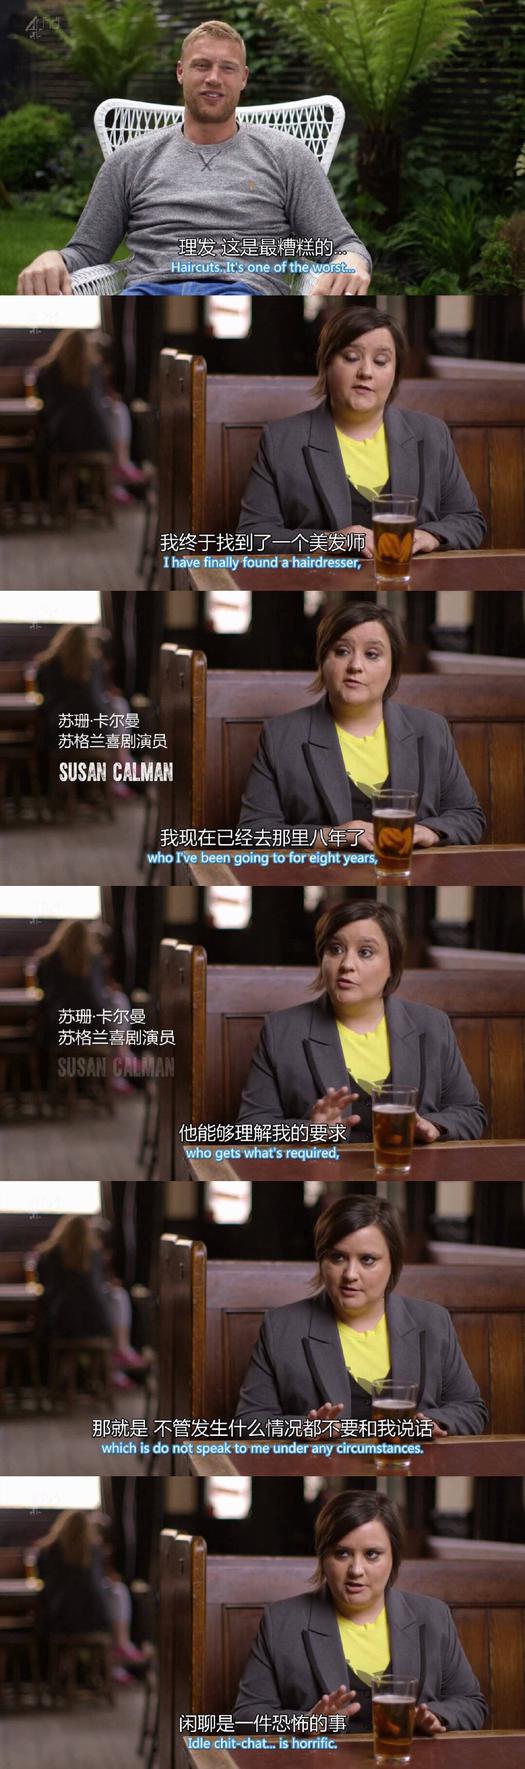 4hd
理发 这是最糟糕的...
Haircuts. It's one of the worst...
我终于找到了一个美发师
I have finally found a hairdresser,
苏珊·卡尔曼
苏格兰喜剧演员
SUSAN CALMAN
我现在已经去那里八年了
who I've been going to for eight years,
苏珊·卡尔曼
苏格兰喜剧演员
SUSAN CALMAN
他能够理解我的要求
who gets what's required,
那就是 不管发生什么情况都不要和我说话
which is do not speak to me under any circumstances.
闲聊是一件恐怖的事
Idle chit-chat... is horrific.